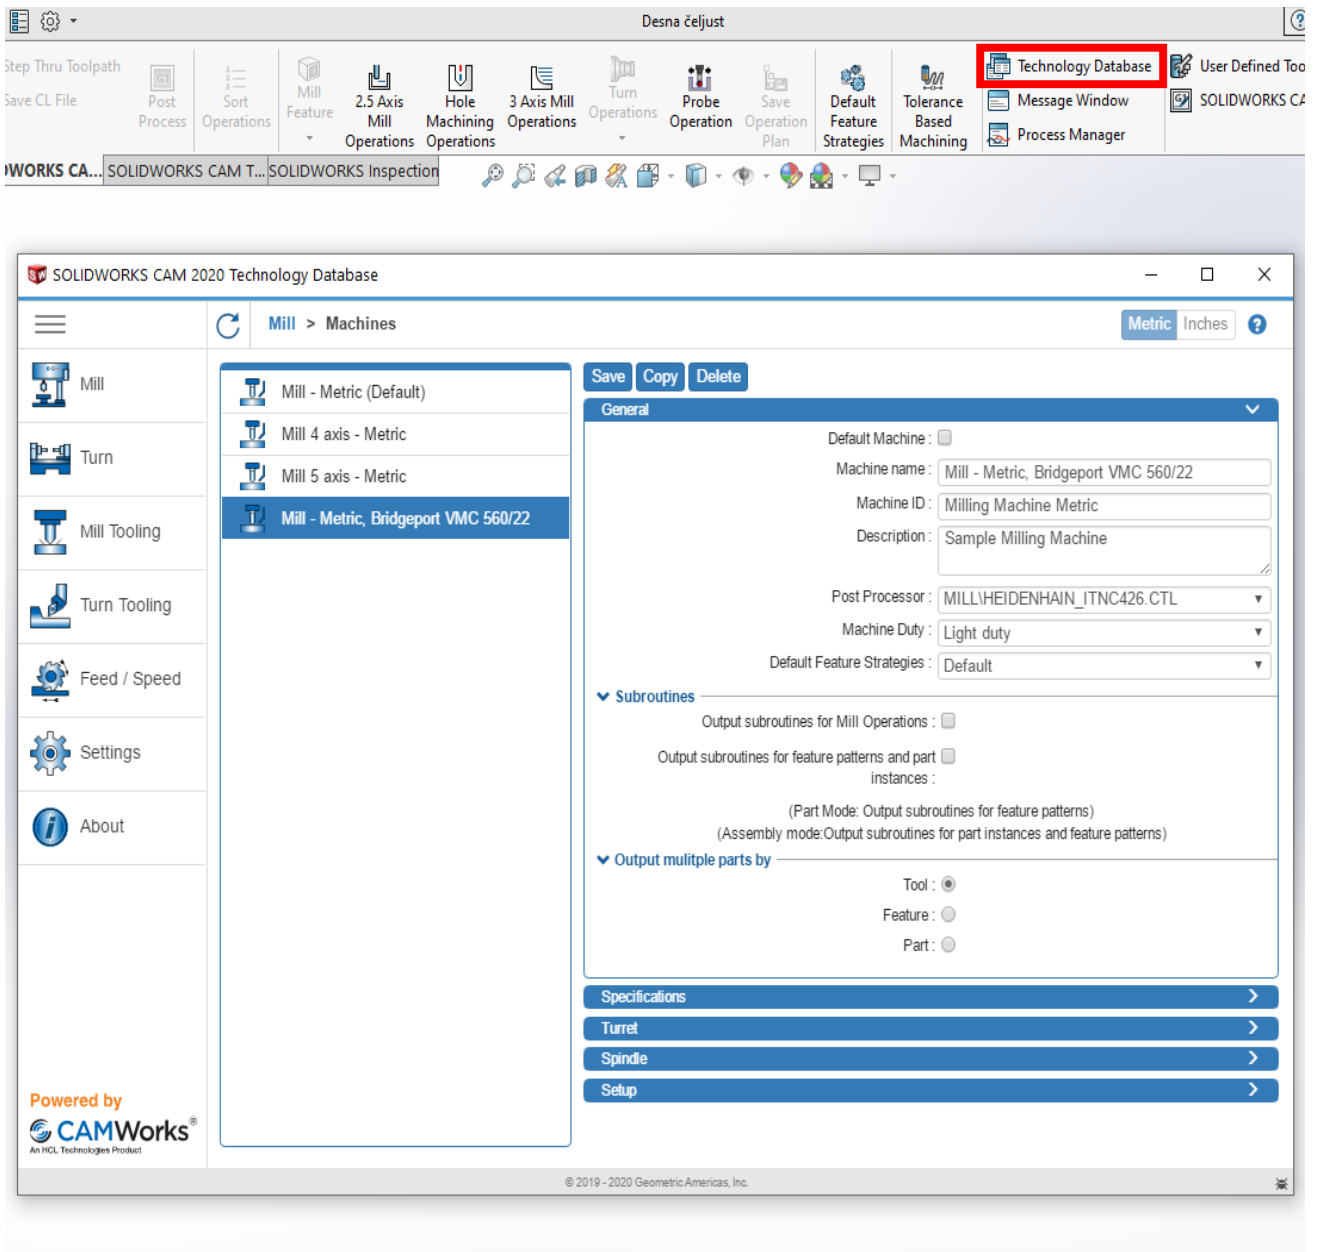 Desna čeljust
Step Thru Toolpath
Save CL File
Post Process
Sort Operations
Mill Feature
2.5 Axis Mill Operations
Hole Machining Operations
3 Axis Mill Operations
Turn Operations
Probe Operation
Save Operation Plan
Default Feature Strategies
Tolerance Based Machining
Technology Database
Message Window
Process Manager
User Defined Too
SOLIDWORKS CA
DWORKS CA... SOLIDWORKS CAM T... SOLIDWORKS Inspection
SOLIDWORKS CAM 2020 Technology Database
Mill > Machines
Metric Inches
Mill
Turn
Mill Tooling
Turn Tooling
Feed / Speed
Settings
About
Powered by
CAMWorks®
An HCL Technologies Product
Mill - Metric (Default)
Mill 4 axis - Metric
Mill 5 axis - Metric
Mill - Metric, Bridgeport VMC 560/22
Save Copy Delete
General
Default Machine :
Machine name : Mill - Metric, Bridgeport VMC 560/22
Machine ID : Milling Machine Metric
Description : Sample Milling Machine
Post Processor : MILL\HEIDENHAIN_ITNC426.CTL
Machine Duty : Light duty
Default Feature Strategies : Default
Subroutines
Output subroutines for Mill Operations :
Output subroutines for feature patterns and part
instances :
(Part Mode: Output subroutines for feature patterns)
(Assembly mode:Output subroutines for part instances and feature patterns)
Output mulitple parts by
Tool :
Feature :
Part :
Specifications
Turret
Spindle
Setup
© 2019 - 2020 Geometric Americas, Inc.